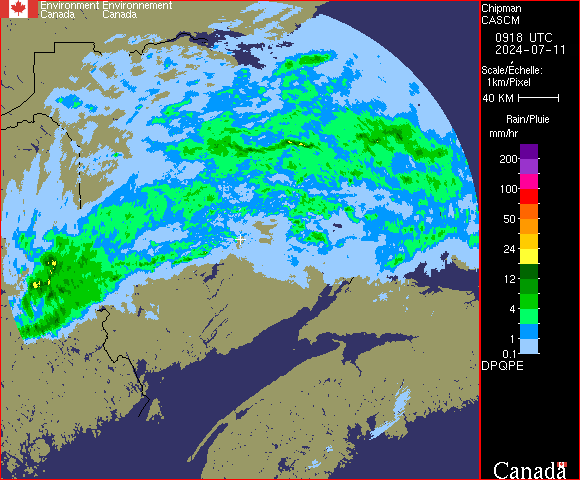 Environment Environnement
Canada Canada
Chipman
CASCM
0918 UTC
2024-07-11
Scale/Échelle:
1km/Pixel
40 KM
Rain/Pluie
mm/hr
200
100
50
24
12
4
1
0.1
DPQPE
Canada